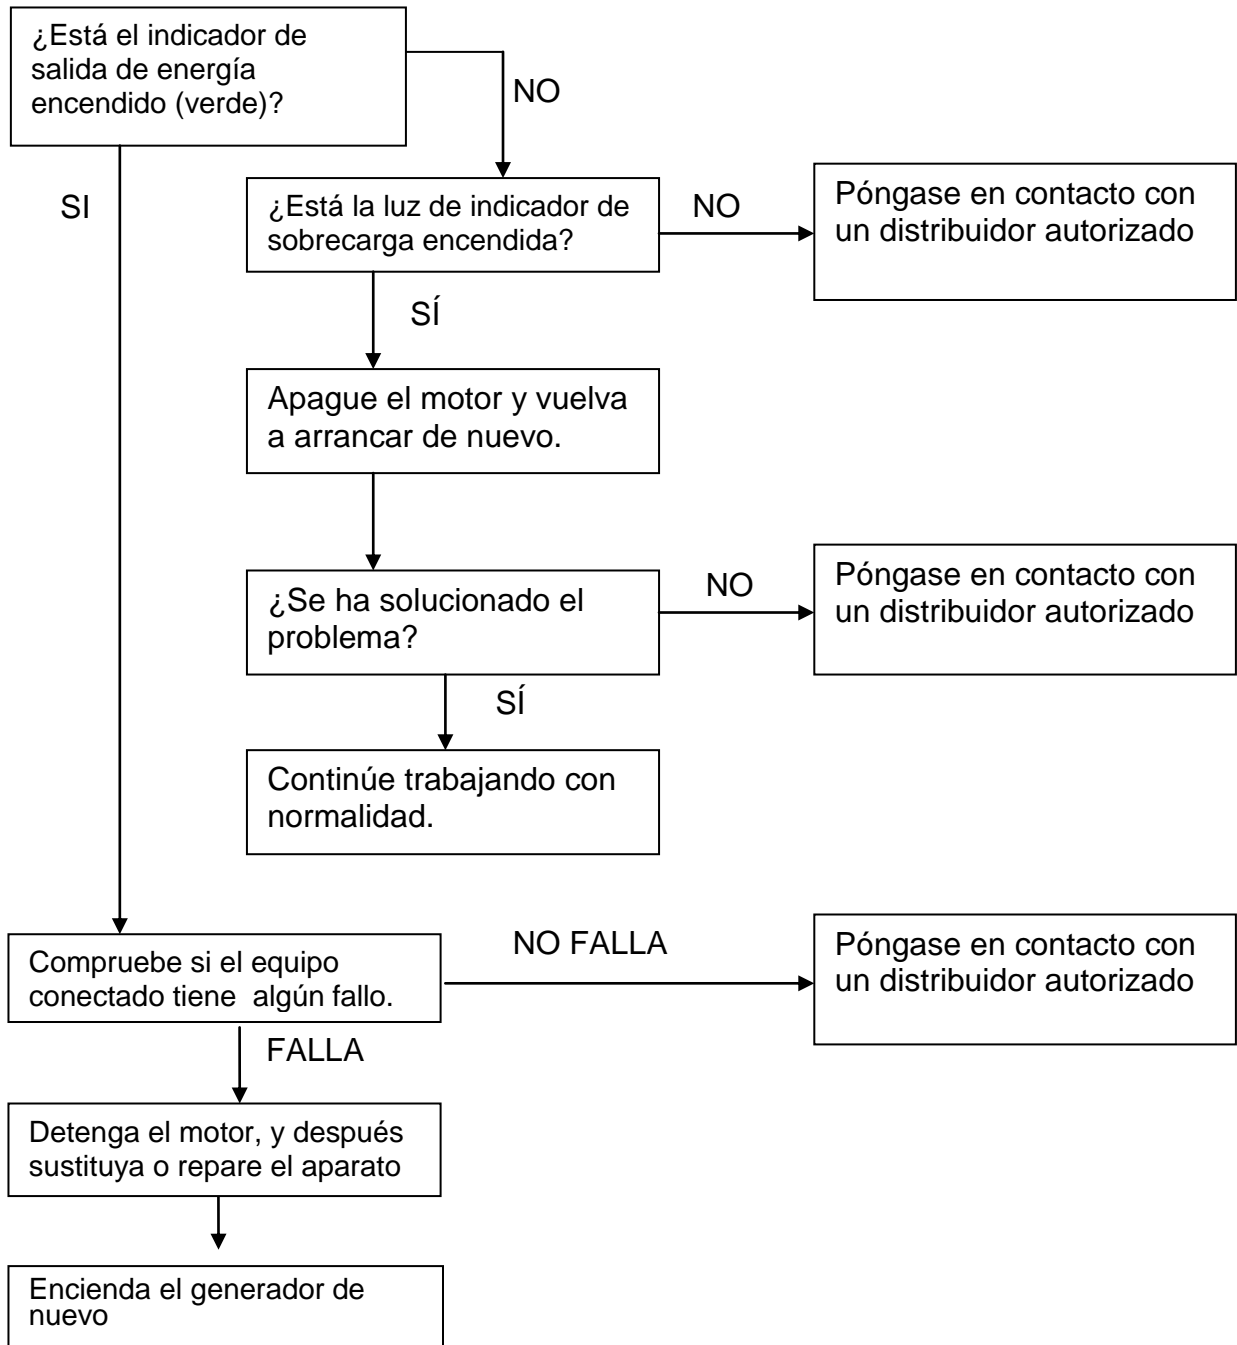 ¿Está el indicador de
salida de energía
encendido (verde)?
NO
SI
¿Está la luz de indicador de
sobrecarga encendida?
NO
Póngase en contacto con
un distribuidor autorizado
SÍ
Apague el motor y vuelva
a arrancar de nuevo.
¿Se ha solucionado el
problema?
NO
Póngase en contacto con
un distribuidor autorizado
SÍ
Continúe trabajando con
normalidad.
Compruebe si el equipo
conectado tiene algún fallo.
NO FALLA
Póngase en contacto con
un distribuidor autorizado
FALLA
Detenga el motor, y después
sustituya o repare el aparato
Encienda el generador de
nuevo